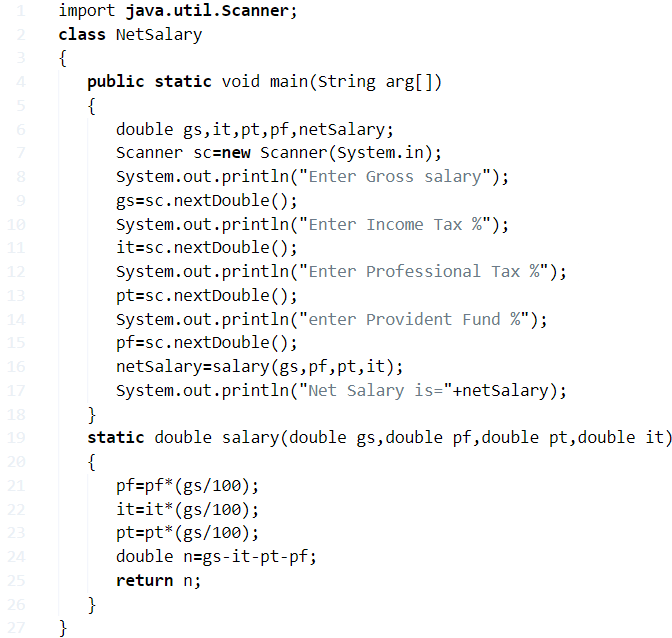 1 import java.util.Scanner;
2 class NetSalary
3 {
4 public static void main(String arg[])
5 {
6 double gs,it,pt,pf,netSalary;
7 Scanner sc=new Scanner(System.in);
8 System.out.println("Enter Gross salary");
9 gs=sc.nextDouble();
10 System.out.println("Enter Income Tax %");
11 it=sc.nextDouble();
12 System.out.println("Enter Professional Tax %");
13 pt=sc.nextDouble();
14 System.out.println("enter Provident Fund %");
15 pf=sc.nextDouble();
16 netSalary=salary(gs,pf,pt,it);
17 System.out.println("Net Salary is="+netSalary);
18 }
19 static double salary(double gs,double pf,double pt,double it)
20 {
21 pf=pf*(gs/100);
22 it=it*(gs/100);
23 pt=pt*(gs/100);
24 double n=gs-it-pt-pf;
25 return n;
26 }
27 }